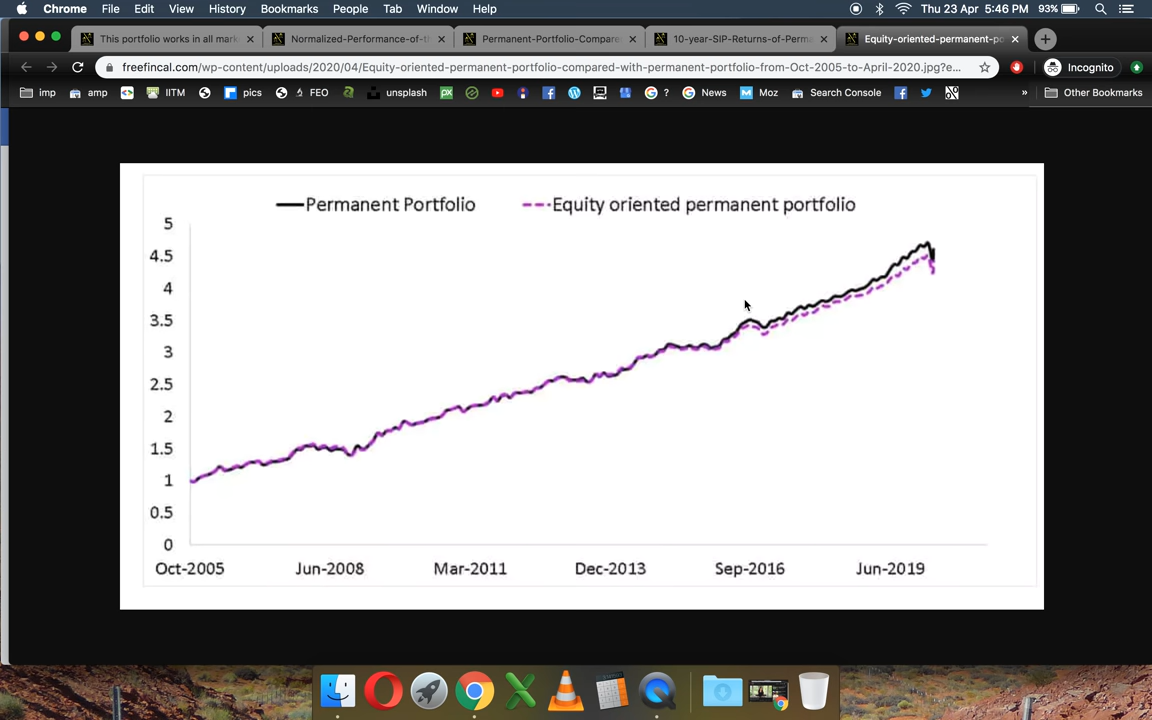 Chrome File Edit View History Bookmarks People Tab Window Help Thu 23 Apr 5:46 PM 93%
This portfolio works in all mar
Normalized-Performance-of-t
Permanent-Portfolio-Compare
10-year-SIP-Returns-of-Perm
Equity-oriented-permanent-po
freefincal.com/wp-content/uploads/2020/04/Equity-oriented-permanent-portfolio-compared-with-permanent-portfolio-from-Oct-2005-to-April-2020.jpg?e... Incognito
imp amp IITM pics FEO unsplash ? News Moz Search Console » Other Bookmarks
Permanent Portfolio Equity oriented permanent portfolio
5
4.5
4
3.5
3
2.5
2
1.5
1
0.5
0
Oct-2005 Jun-2008 Mar-2011 Dec-2013 Sep-2016 Jun-2019